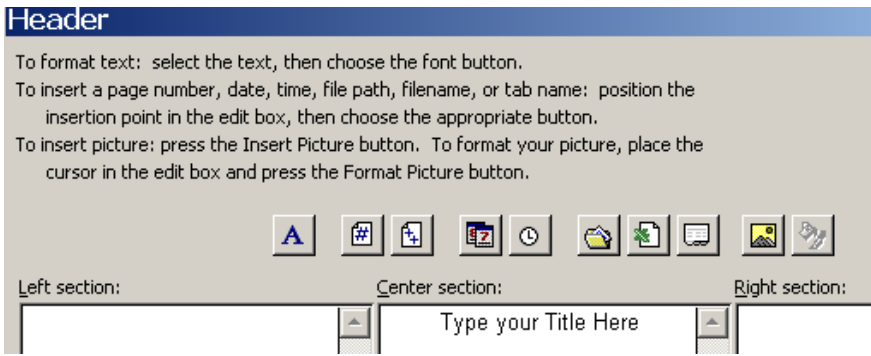 Header
To format text: select the text, then choose the font button.
To insert a page number, date, time, file path, filename, or tab name: position the
insertion point in the edit box, then choose the appropriate button.
To insert picture: press the Insert Picture button. To format your picture, place the
cursor in the edit box and press the Format Picture button.
A
Left section:
Center section:
Right section:
Type your Title Here